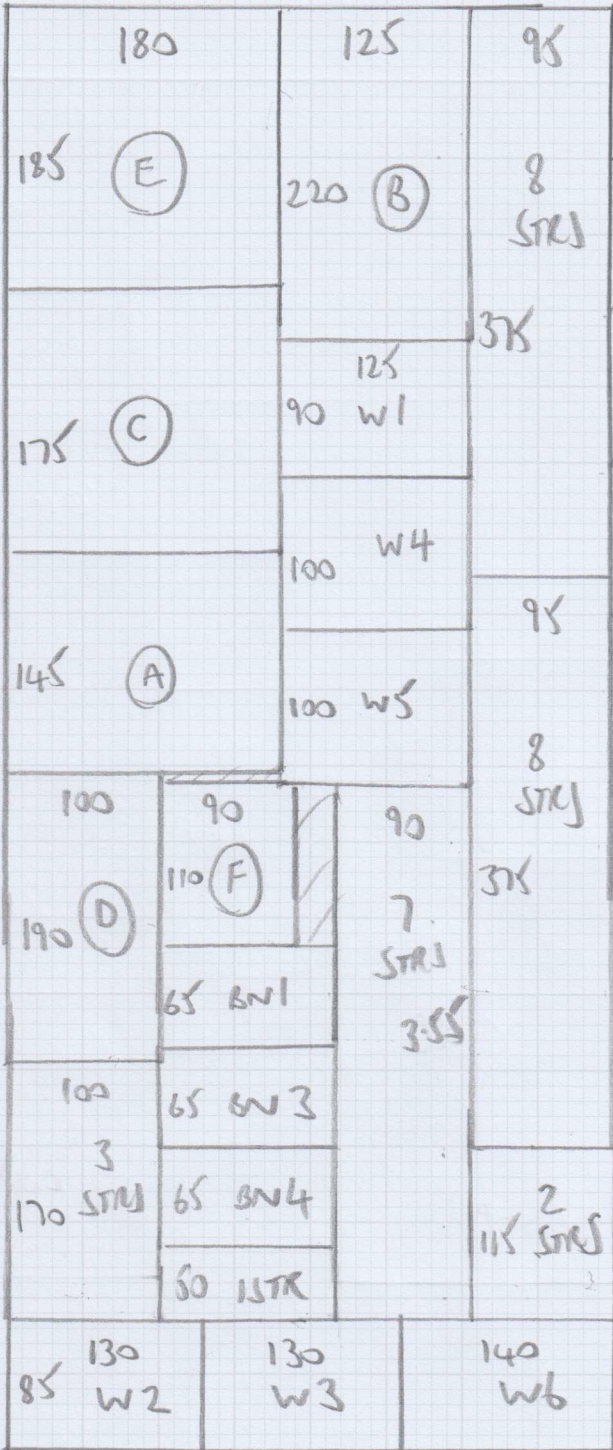 180
185 E
125
220 B
95
8
STRS
375
175 C
125
90 W1
100 W4
145 A
100 W5
95
8
STRS
375
100
190 D
90
110 F
90
7
STRS
3.55
65 BN1
65 BN3
65 BN4
50 1STR
100
3
170 STRS
2
115 STRS
130
85 W2
130
W3
140
W6